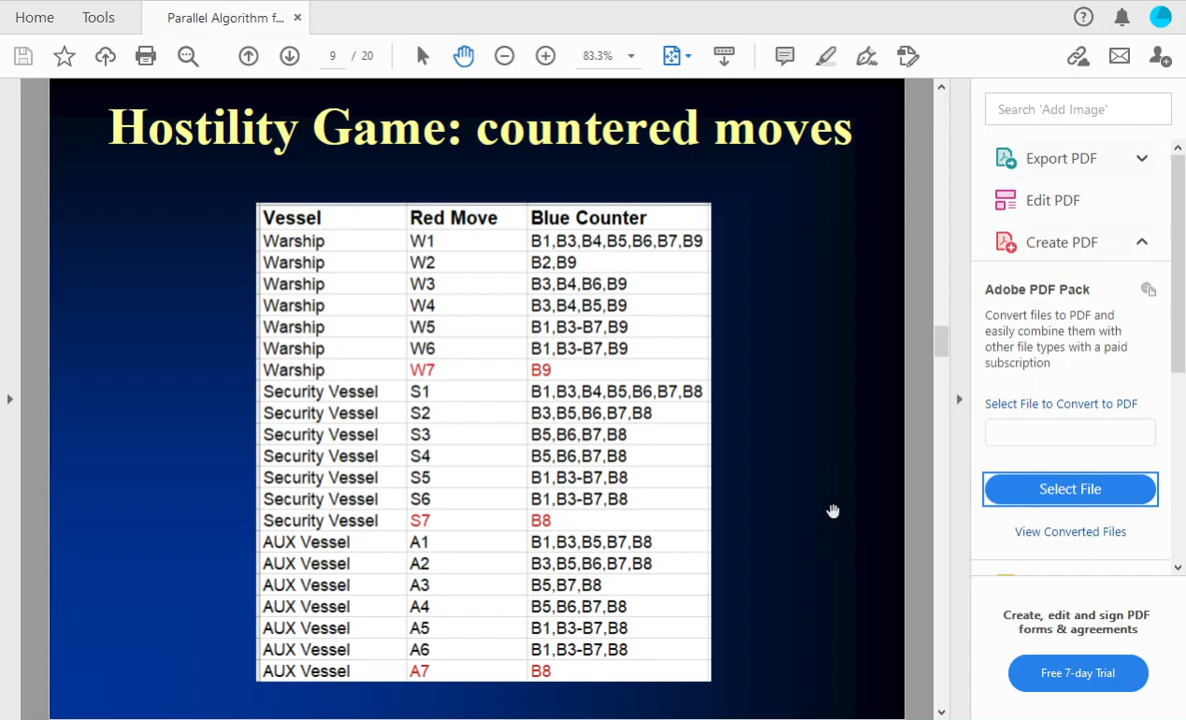 Home Tools Parallel Algorithm f... ×
9 / 20 83.3%
Hostility Game: countered moves
Vessel Red Move Blue Counter
Warship W1 B1,B3,B4,B5,B6,B7,B9
Warship W2 B2,B9
Warship W3 B3,B4,B6,B9
Warship W4 B3,B4,B5,B9
Warship W5 B1,B3-B7,B9
Warship W6 B1,B3-B7,B9
Warship W7 B9
Security Vessel S1 B1,B3,B4,B5,B6,B7,B8
Security Vessel S2 B3,B5,B6,B7,B8
Security Vessel S3 B5,B6,B7,B8
Security Vessel S4 B5,B6,B7,B8
Security Vessel S5 B1,B3-B7,B8
Security Vessel S6 B1,B3-B7,B8
Security Vessel S7 B8
AUX Vessel A1 B1,B3,B5,B7,B8
AUX Vessel A2 B3,B5,B6,B7,B8
AUX Vessel A3 B5,B7,B8
AUX Vessel A4 B5,B6,B7,B8
AUX Vessel A5 B1,B3-B7,B8
AUX Vessel A6 B1,B3-B7,B8
AUX Vessel A7 B8
Search 'Add Image'
Export PDF
Edit PDF
Create PDF
Adobe PDF Pack
Convert files to PDF and
easily combine them with
other file types with a paid
subscription
Select File to Convert to PDF
Select File
View Converted Files
Create, edit and sign PDF
forms & agreements
Free 7-day Trial